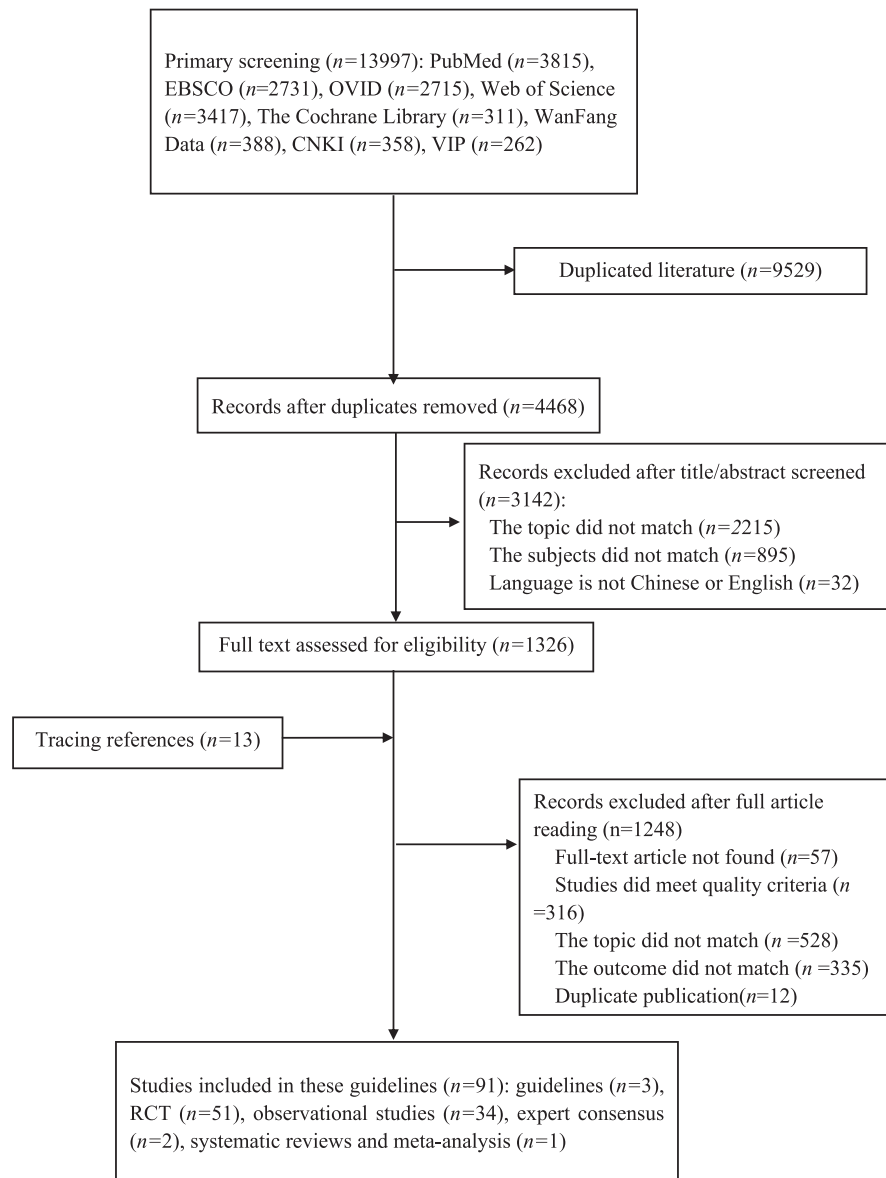 Primary screening (n=13997): PubMed (n=3815),
EBSCO (n=2731), OVID (n=2715), Web of Science
(n=3417), The Cochrane Library (n=311), WanFang
Data (n=388), CNKI (n=358), VIP (n=262)
Duplicated literature (n=9529)
Records after duplicates removed (n=4468)
Records excluded after title/abstract screened
(n=3142):
The topic did not match (n=2215)
The subjects did not match (n=895)
Language is not Chinese or English (n=32)
Full text assessed for eligibility (n=1326)
Tracing references (n=13)
Records excluded after full article
reading (n=1248)
Full-text article not found (n=57)
Studies did meet quality criteria (n
=316)
The topic did not match (n =528)
The outcome did not match (n =335)
Duplicate publication(n=12)
Studies included in these guidelines (n=91): guidelines (n=3),
RCT (n=51), observational studies (n=34), expert consensus
(n=2), systematic reviews and meta-analysis (n=1)